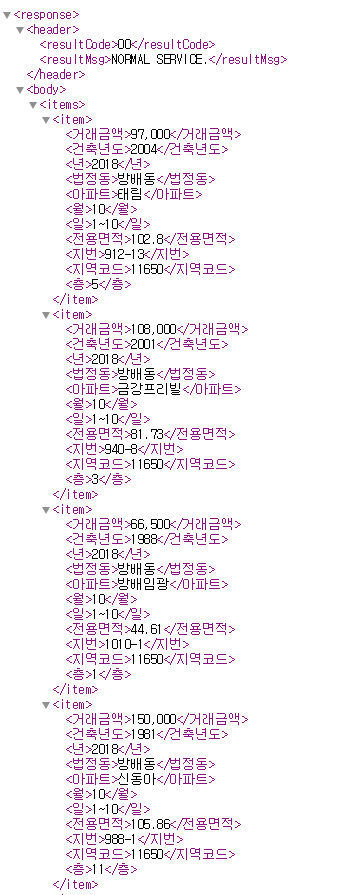 ▼<response>
▼<header>
<resultCode>00</resultCode>
<resultMsg>NORMAL SERVICE.</resultMsg>
</header>
▼<body>
▼<items>
▼<item>
<거래금액>97,000</거래금액>
<건축년도>2004</건축년도>
<년>2018</년>
<법정동>방배동</법정동>
<아파트>태림</아파트>
<월>10</월>
<일>1~10</일>
<전용면적>102.8</전용면적>
<지번>912-13</지번>
<지역코드>11650</지역코드>
<층>5</층>
</item>
▼<item>
<거래금액>108,000</거래금액>
<건축년도>2001</건축년도>
<년>2018</년>
<법정동>방배동</법정동>
<아파트>금강프리빌</아파트>
<월>10</월>
<일>1~10</일>
<전용면적>81.73</전용면적>
<지번>940-8</지번>
<지역코드>11650</지역코드>
<층>3</층>
</item>
▼<item>
<거래금액>66,500</거래금액>
<건축년도>1988</건축년도>
<년>2018</년>
<법정동>방배동</법정동>
<아파트>방배임광</아파트>
<월>10</월>
<일>1~10</일>
<전용면적>44.61</전용면적>
<지번>1010-1</지번>
<지역코드>11650</지역코드>
<층>1</층>
</item>
▼<item>
<거래금액>150,000</거래금액>
<건축년도>1981</건축년도>
<년>2018</년>
<법정동>방배동</법정동>
<아파트>신동아</아파트>
<월>10</월>
<일>1~10</일>
<전용면적>105.86</전용면적>
<지번>988-1</지번>
<지역코드>11650</지역코드>
<층>11</층>
</item>